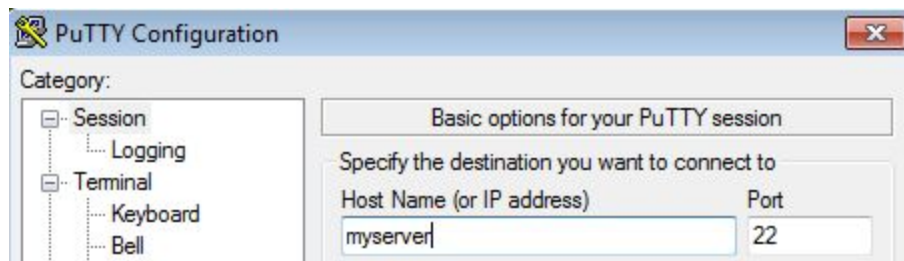 PuTTY Configuration
Category:
Session
Logging
Terminal
Keyboard
Bell
Basic options for your PuTTY session
Specify the destination you want to connect to
Host Name (or IP address) Port
myserver 22